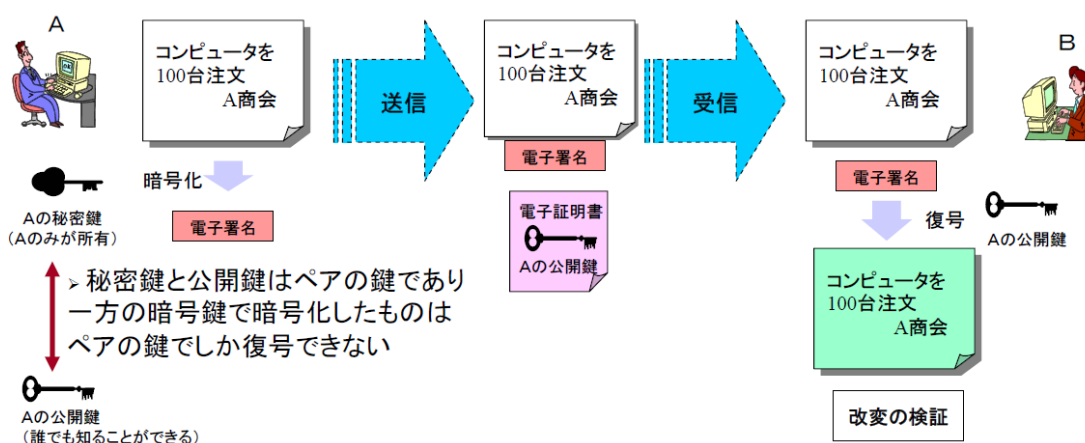 A
コンピュータを
100台注文
A商会
送信
コンピュータを
100台注文
A商会
受信
コンピュータを
100台注文
A商会
B
暗号化
電子署名
Aの秘密鍵
(Aのみが所有)
電子署名
電子証明書
Aの公開鍵
電子署名
復号
Aの公開鍵
➢ 秘密鍵と公開鍵はペアの鍵であり
一方の暗号鍵で暗号化したものは
ペアの鍵でしか復号できない
コンピュータを
100台注文
A商会
Aの公開鍵
(誰でも知ることができる)
改変の検証